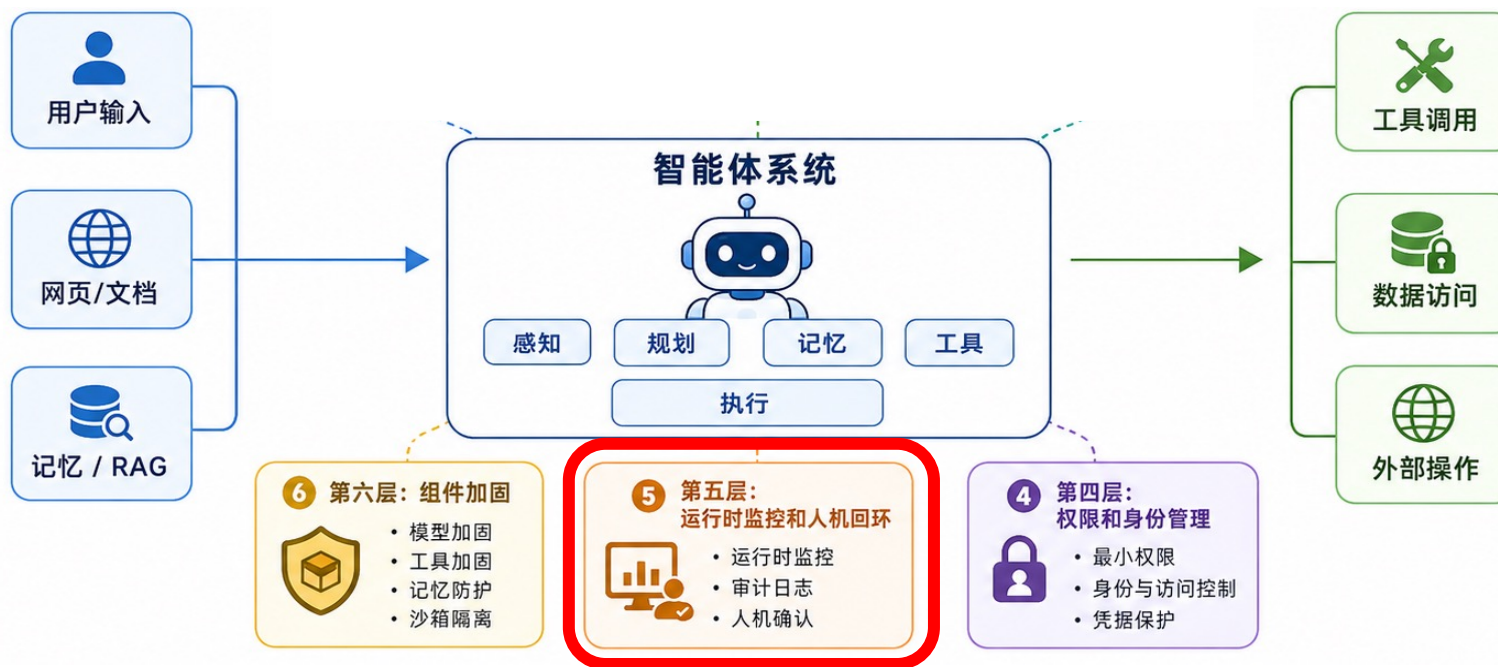 用户输入
网页/文档
记忆 / RAG
智能体系统
感知
规划
记忆
工具
执行
工具调用
数据访问
外部操作
6 第六层：组件加固
• 模型加固
• 工具加固
• 记忆防护
• 沙箱隔离
5 第五层：
运行时监控和人机回环
• 运行时监控
• 审计日志
• 人机确认
4 第四层：
权限和身份管理
• 最小权限
• 身份与访问控制
• 凭据保护